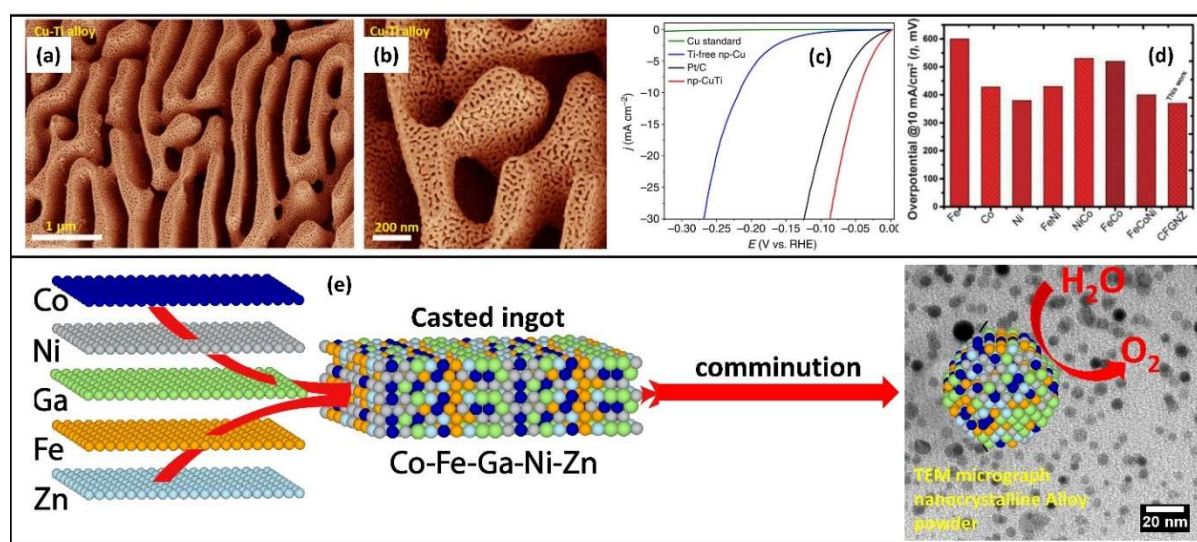 Cu-Ti alloy
(a)
1 µm
Cu-Ti alloy
(b)
200 nm
(c)
Cu standard
Ti-free np-Cu
Pt/C
np-CuTi
j (mA cm⁻²)
0
−5
−10
−15
−20
−25
−30
−0.30
−0.25
−0.20
−0.15
−0.10
−0.05
0.00
E (V vs. RHE)
(d)
Overpotential @10 mA/cm² (η, mV)
600
500
400
300
200
100
0
This work
Fe
Co
Ni
FeNi
NiCo
FeCo
FeCoNi
CFGNZ
(e)
Co
Ni
Ga
Fe
Zn
Casted ingot
Co-Fe-Ga-Ni-Zn
comminution
H₂O
O₂
TEM micrograph
nanocrystalline Alloy
powder
20 nm